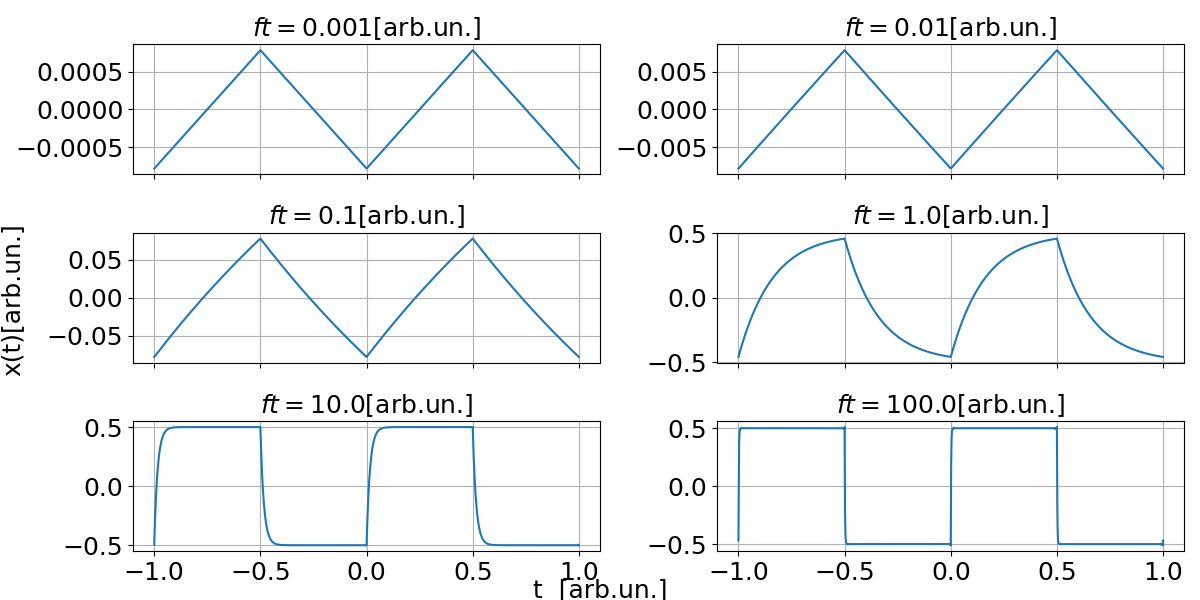 ft = 0.001[arb.un.]
0.0005
0.0000
−0.0005
ft = 0.01[arb.un.]
0.005
0.000
−0.005
x(t)[arb.un.]
ft = 0.1[arb.un.]
0.05
0.00
−0.05
ft = 1.0[arb.un.]
0.5
0.0
−0.5
ft = 10.0[arb.un.]
0.5
0.0
−0.5
−1.0 −0.5 0.0 0.5 1.0
ft = 100.0[arb.un.]
0.5
0.0
−0.5
−1.0 −0.5 0.0 0.5 1.0
t [arb.un.]